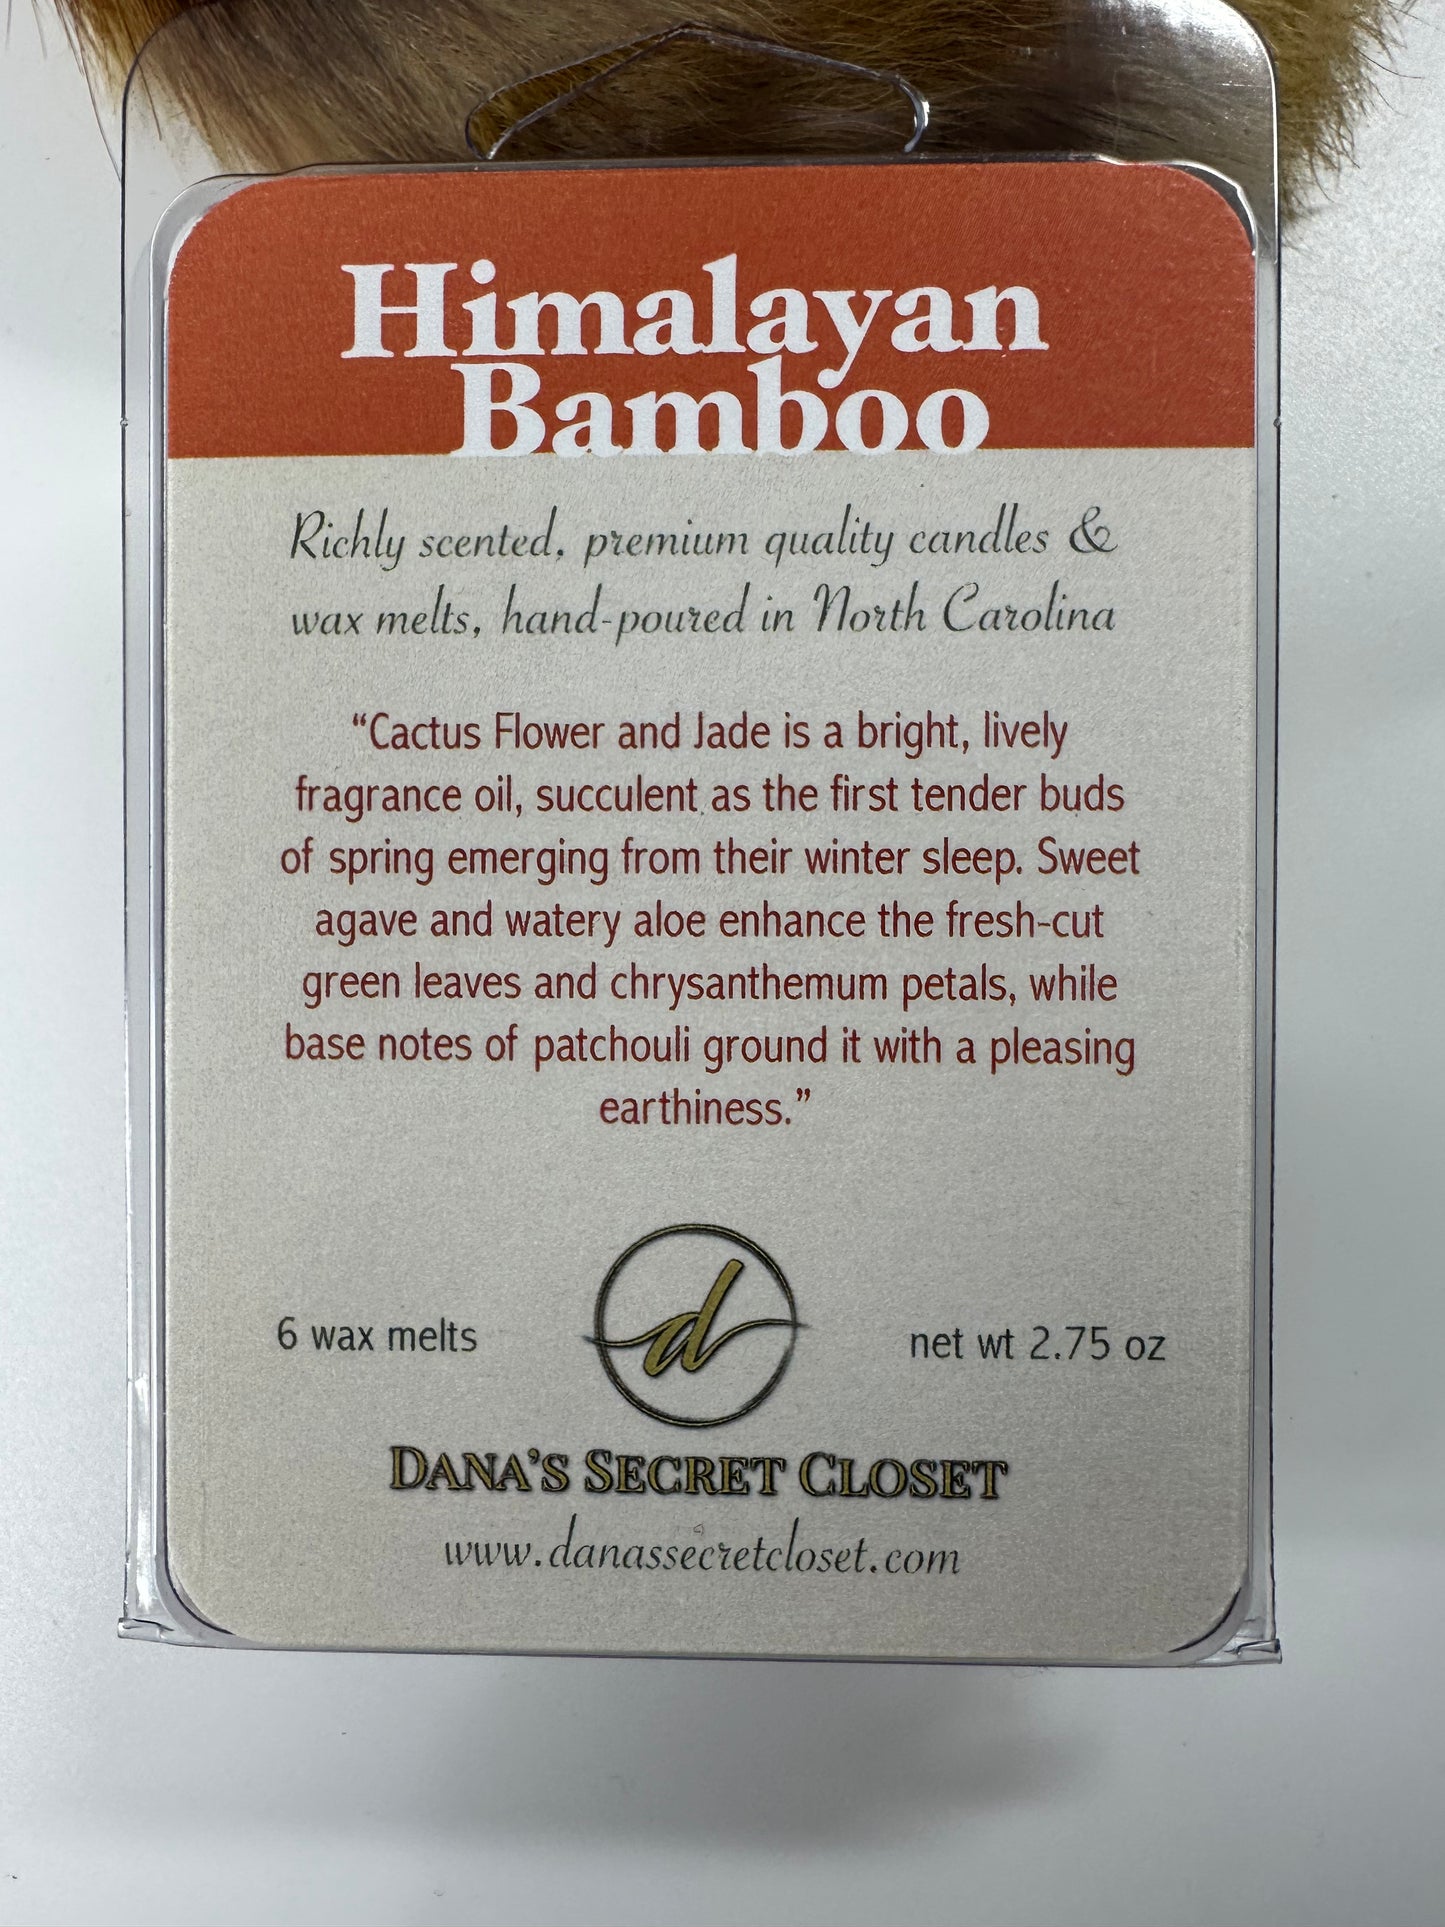 Himalayan
Bamboo
Richly scented, premium quality candles &
wax melts, hand-poured in North Carolina
“Cactus Flower and Jade is a bright, lively
fragrance oil, succulent as the first tender buds
of spring emerging from their winter sleep. Sweet
agave and watery aloe enhance the fresh-cut
green leaves and chrysanthemum petals, while
base notes of patchouli ground it with a pleasing
earthiness.”
d
6 wax melts
net wt 2.75 oz
DANA’S SECRET CLOSET
www.danassecretcloset.com